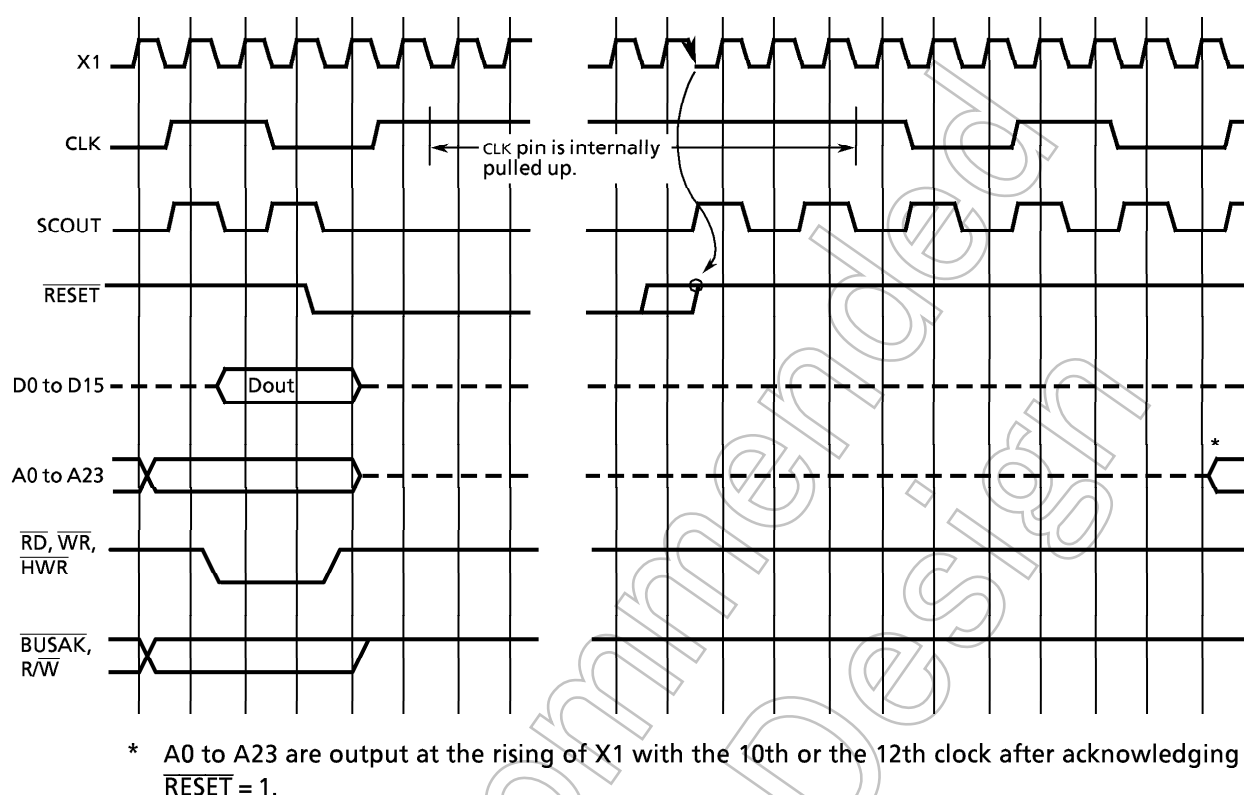 X1
CLK
CLK pin is internally
pulled up.
SCOUT
RESET
D0 to D15
Dout
*
A0 to A23
RD, WR,
HWR
BUSAK,
R/W
* A0 to A23 are output at the rising of X1 with the 10th or the 12th clock after acknowledging
RESET = 1.
ommended
Design